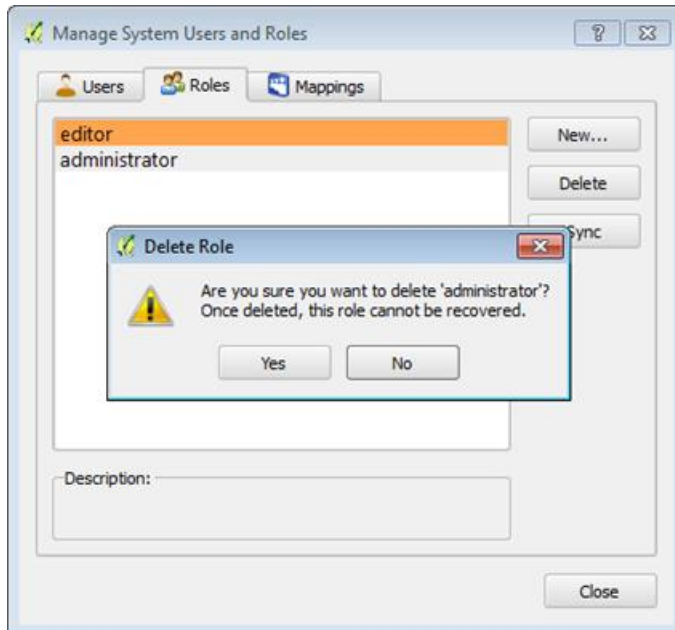 Manage System Users and Roles
Users Roles Mappings
editor
administrator
New...
Delete
Sync
Delete Role
Are you sure you want to delete 'administrator'?
Once deleted, this role cannot be recovered.
Yes No
Description:
Close